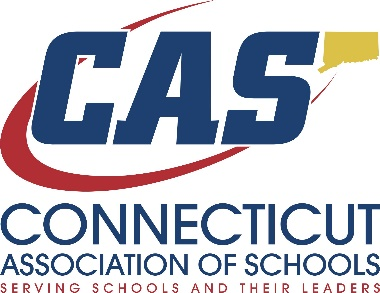 CAS
CONNECTICUT
ASSOCIATION OF SCHOOLS
SERVING SCHOOLS AND THEIR LEADERS